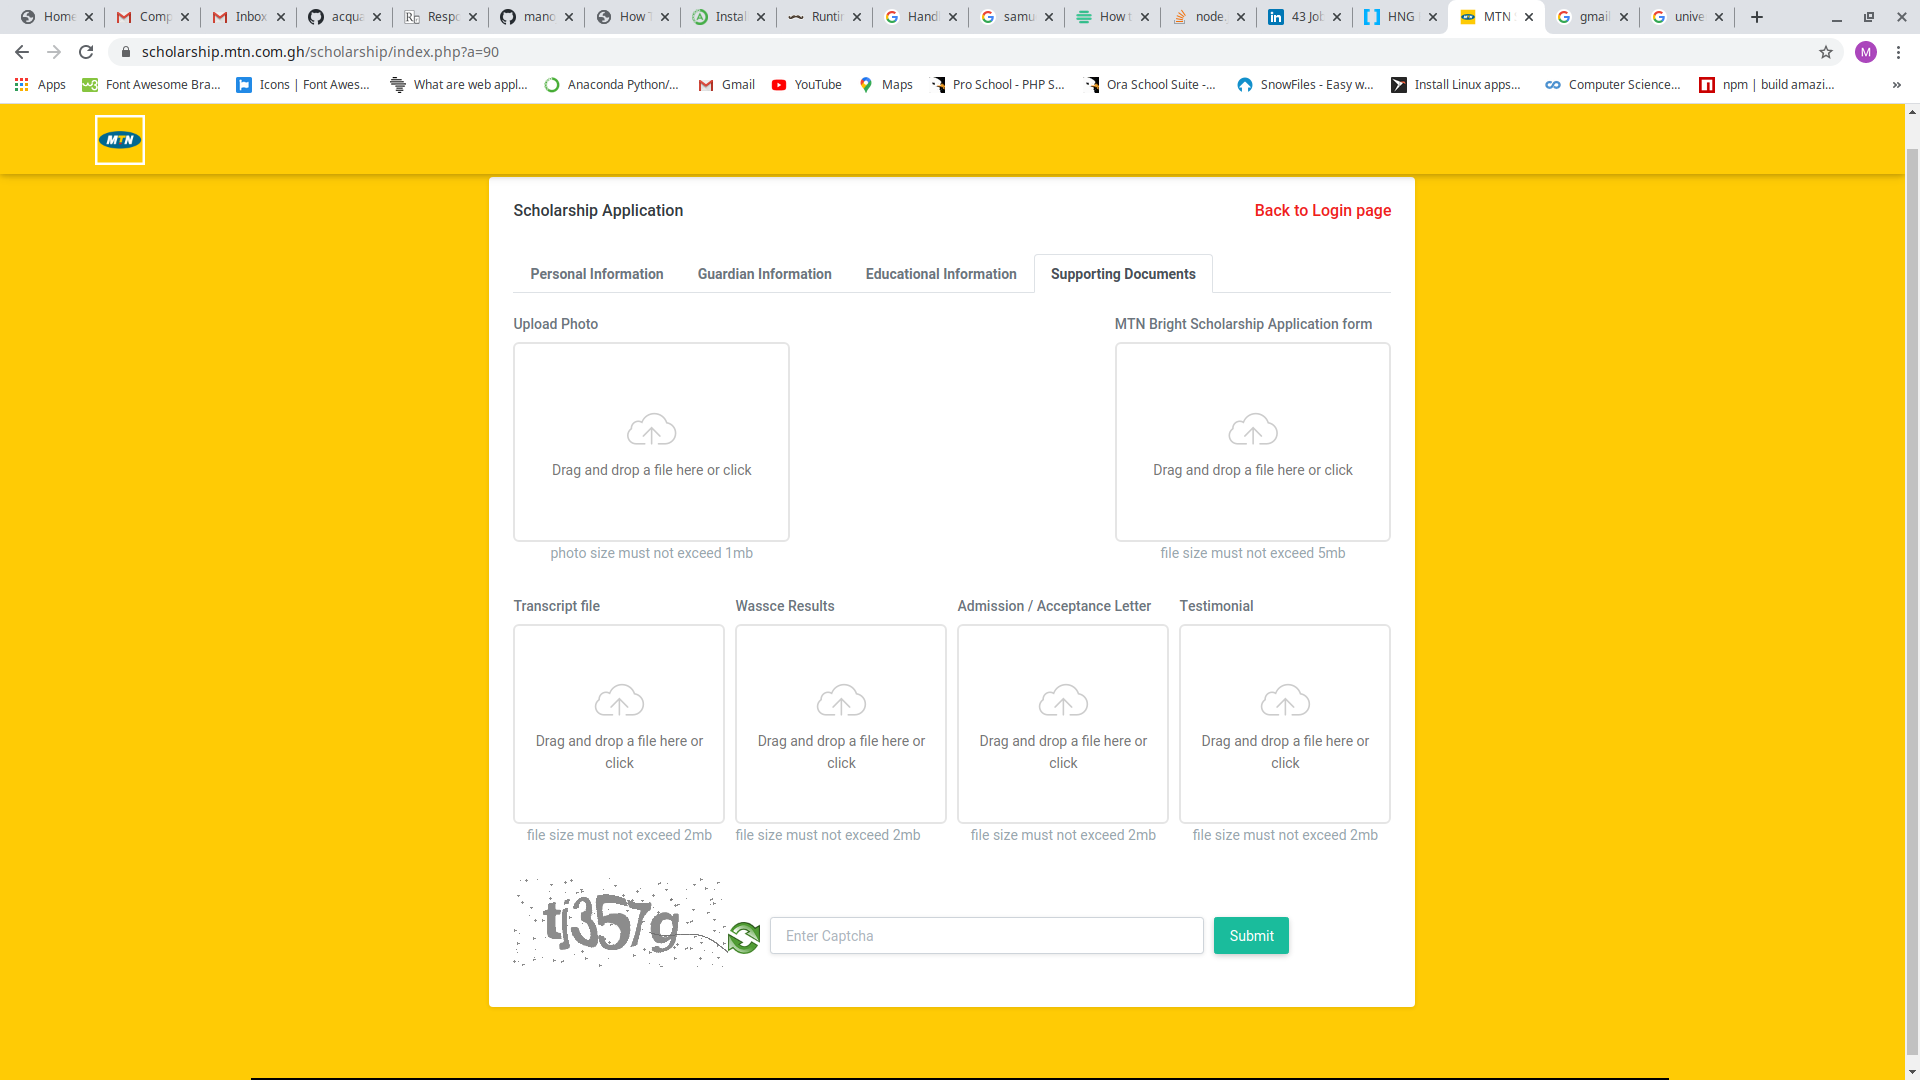 Home
Comp
Inbox
acqua
Respo
mano
How T
Instal
Runtir
Handl
samu
How t
node.
43 Jol
HNG I
MTN S
gmail
unive
scholarship.mtn.com.gh/scholarship/index.php?a=90
M
Apps
Font Awesome Bra...
Icons | Font Awes...
What are web appl...
Anaconda Python/...
Gmail
YouTube
Maps
Pro School - PHP S...
Ora School Suite -...
SnowFiles - Easy w...
Install Linux apps...
Computer Science...
npm | build amazi...
»
MTN
Scholarship Application
Back to Login page
Personal Information
Guardian Information
Educational Information
Supporting Documents
Upload Photo
MTN Bright Scholarship Application form
Drag and drop a file here or click
Drag and drop a file here or click
photo size must not exceed 1mb
file size must not exceed 5mb
Transcript file
Wassce Results
Admission / Acceptance Letter
Testimonial
Drag and drop a file here or
click
Drag and drop a file here or
click
Drag and drop a file here or
click
Drag and drop a file here or
click
file size must not exceed 2mb
file size must not exceed 2mb
file size must not exceed 2mb
file size must not exceed 2mb
tj357g
Enter Captcha
Submit